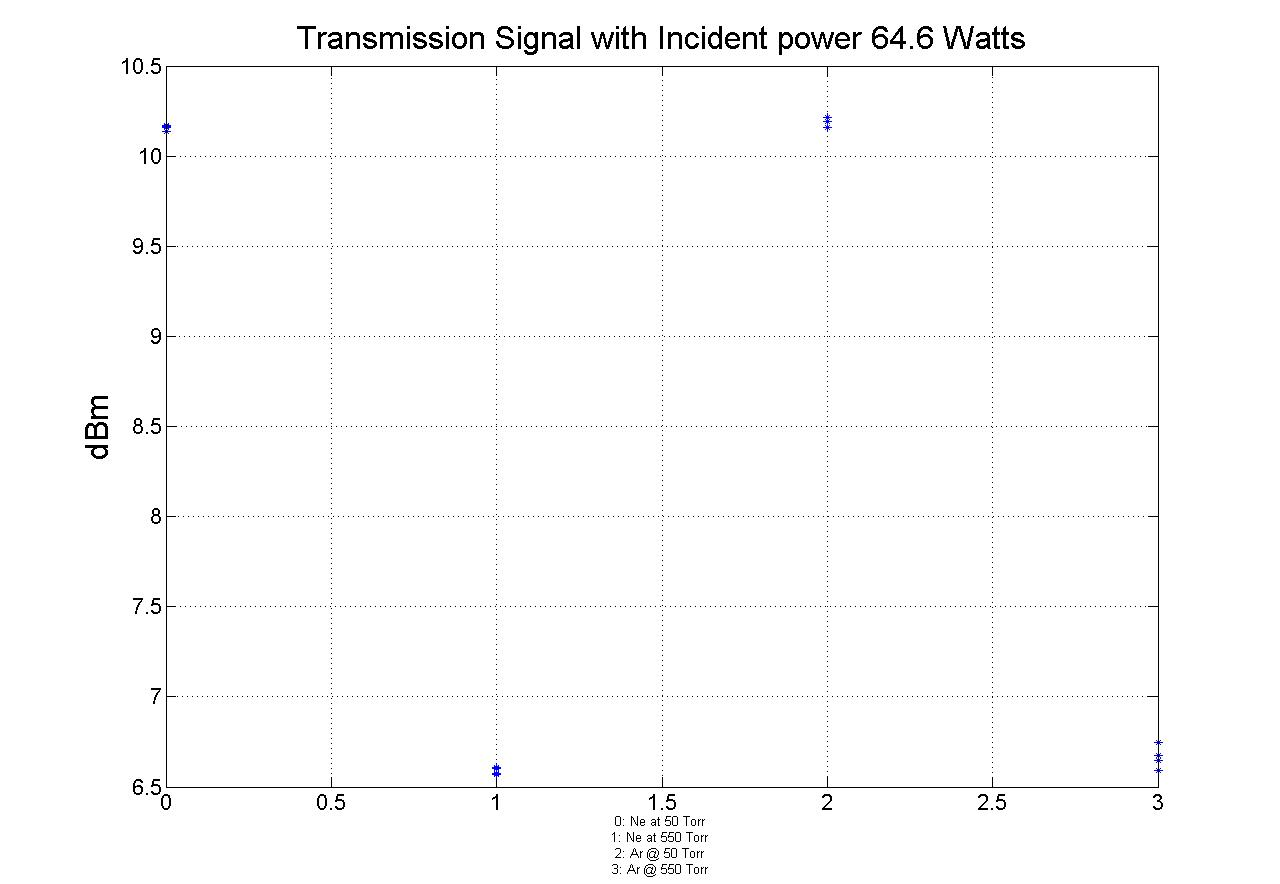 Transmission Signal with Incident power 64.6 Watts
10.5
10
9.5
9
8.5
8
7.5
7
6.5
dBm
0 0.5 1 1.5 2 2.5 3
0: Ne at 50 Torr
1: Ne at 550 Torr
2: Ar @ 50 Torr
3: Ar @ 550 Torr